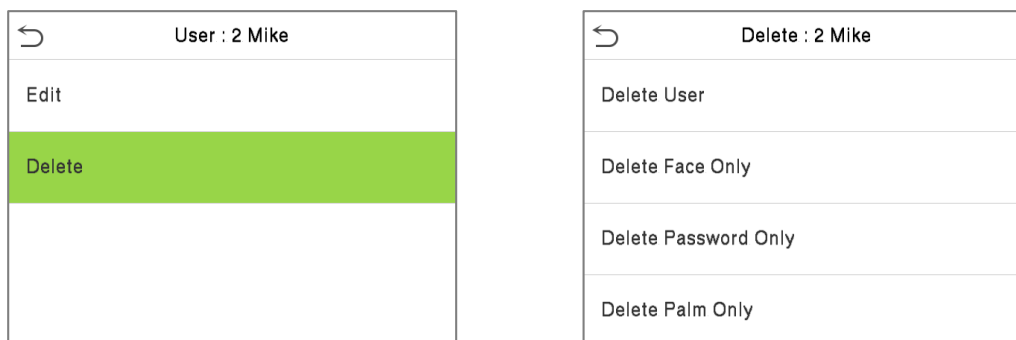 User : 2 Mike
Edit
Delete
Delete : 2 Mike
Delete User
Delete Face Only
Delete Password Only
Delete Palm Only